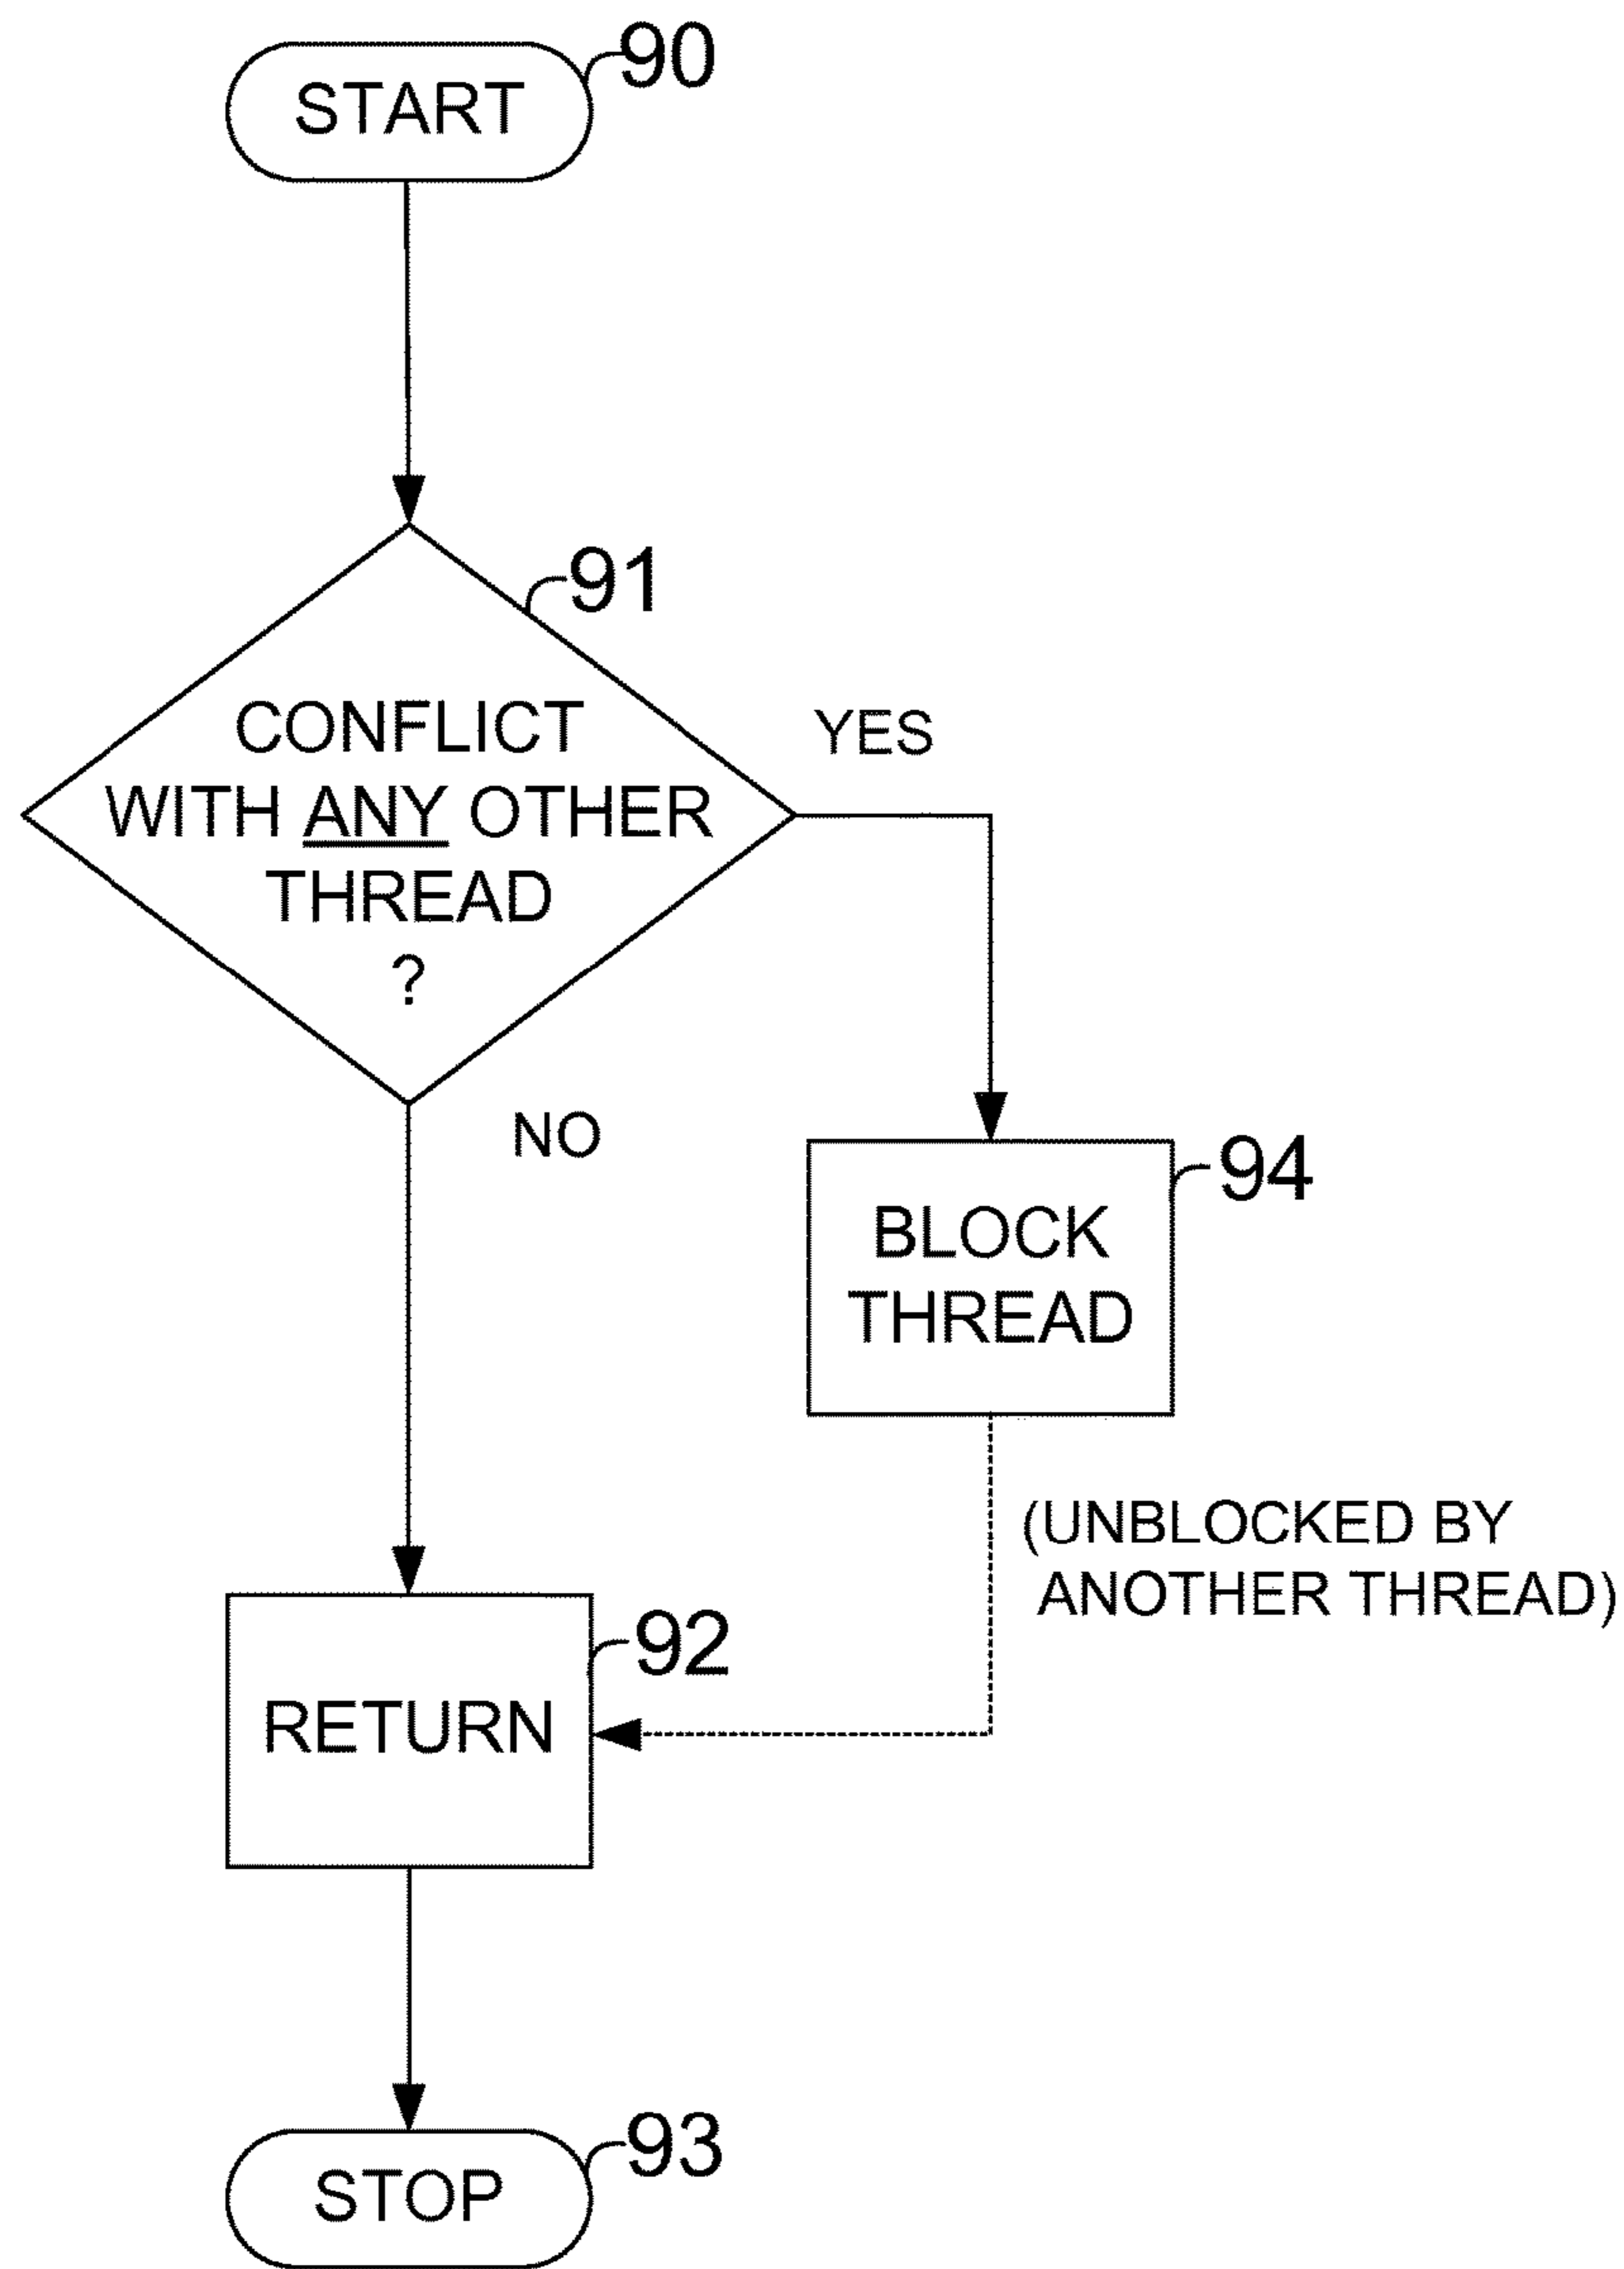 START
90
91
CONFLICT
WITH ANY OTHER
THREAD
?
YES
NO
94
BLOCK
THREAD
(UNBLOCKED BY
ANOTHER THREAD)
92
RETURN
93
STOP